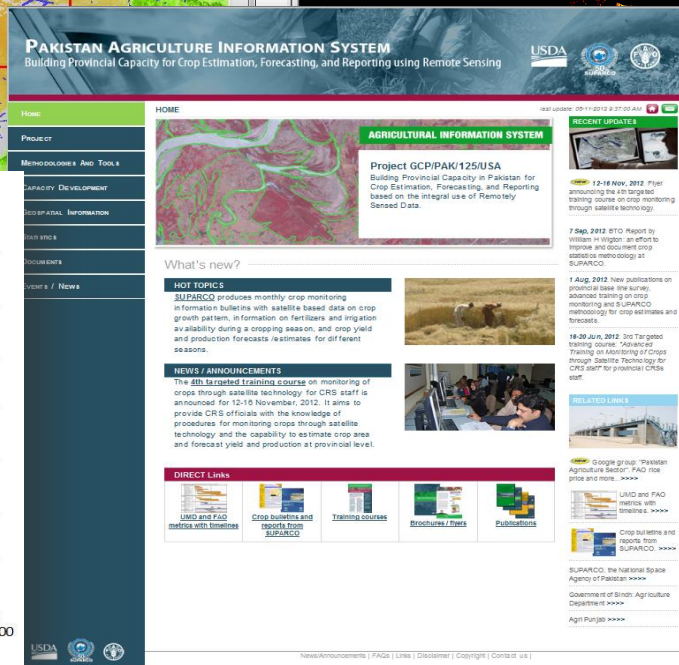 PAKISTAN AGRICULTURE INFORMATION SYSTEM
Building Provincial Capacity for Crop Estimation, Forecasting, and Reporting using Remote Sensing
USDA
SUPARCO
FAO
HOME
PROJECT
METHODOLOGIES AND TOOLS
CAPACITY DEVELOPMENT
GEOSPATIAL INFORMATION
STATISTICS
DOCUMENTS
EVENTS / NEWS
HOME
last update: 05-11-2012 9:37:00 AM
AGRICULTURAL INFORMATION SYSTEM
Project GCP/PAK/125/USA
Building Provincial Capacity in Pakistan for
Crop Estimation, Forecasting, and Reporting
based on the integral use of Remotely
Sensed Data.
What's new?
HOT TOPICS
SUPARCO produces monthly crop monitoring
information bulletins with satellite based data on crop
growth pattern, information on fertilizers and irrigation
availability during a cropping season, and crop yield
and production forecasts /estimates for different
seasons.
NEWS / ANNOUNCEMENTS
The 4th targeted training course on monitoring of
crops through satellite technology for CRS staff is
announced for 12-16 November, 2012. It aims to
provide CRS officials with the knowledge of
procedures for monitoring crops through satellite
technology and the capability to estimate crop area
and forecast yield and production at provincial level.
DIRECT Links
UMD and FAO
metrics with timelines
Crop bulletins and
reports from
SUPARCO
Training courses
Brochures / flyers
Publications
RECENT UPDATES
12-16 Nov, 2012. Flyer
announcing the 4th targeted
training course on crop monitoring
through satellite technology.
7 Sep, 2012. BTO Report by
William H Wigton: an effort to
improve and document crop
statistics methodology at
SUPARCO.
1 Aug, 2012. New publications on
provincial base line survey,
advanced training on crop
monitoring and SUPARCO
methodology for crop estimates and
forecasts.
16-20 Jun, 2012. 3rd Targeted
training course: "Advanced
Training on Monitoring of Crops
through Satellite Technology for
CRS staff" for provincial CRSs
staff.
RELATED LINKS
Google group: "Pakistan
Agriculture Sector". FAO rice
price and more... >>>>
UMD and FAO
metrics with
timelines. >>>>
Crop bulletins and
reports from
SUPARCO. >>>>
SUPARCO, the National Space
Agency of Pakistan >>>>
Government of Sindh: Agriculture
Department >>>>
Agri Punjab >>>>
00
USDA
SUPARCO
News/Announcements | FAQs | Links | Disclaimer | Copyright | Contact us |